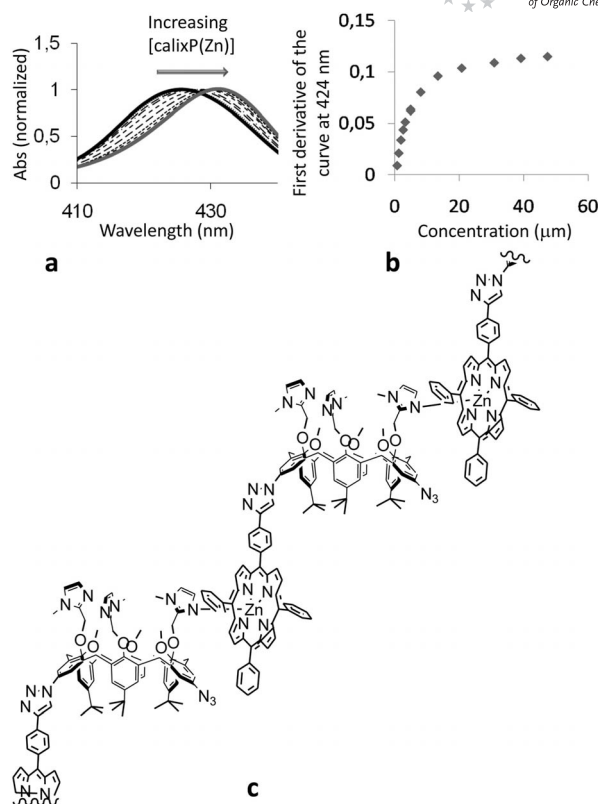 of Organic Che
Increasing
[calixP(Zn)]
1,5
1
0,5
0
Abs (normalized)
410
430
Wavelength (nm)
a
0,15
0,1
0,05
0
First derivative of the
curve at 424 nm
0
20
40
60
Concentration (μm)
b
N
N
N
N
N
N
N
Zn
N
N
N
N
N
N
N
O
O
O
O
O
N₃
N
N
N
N
N
N
N
Zn
N
N
N
N
N
N
N
O
O
O
O
O
N₃
N
N
N
c